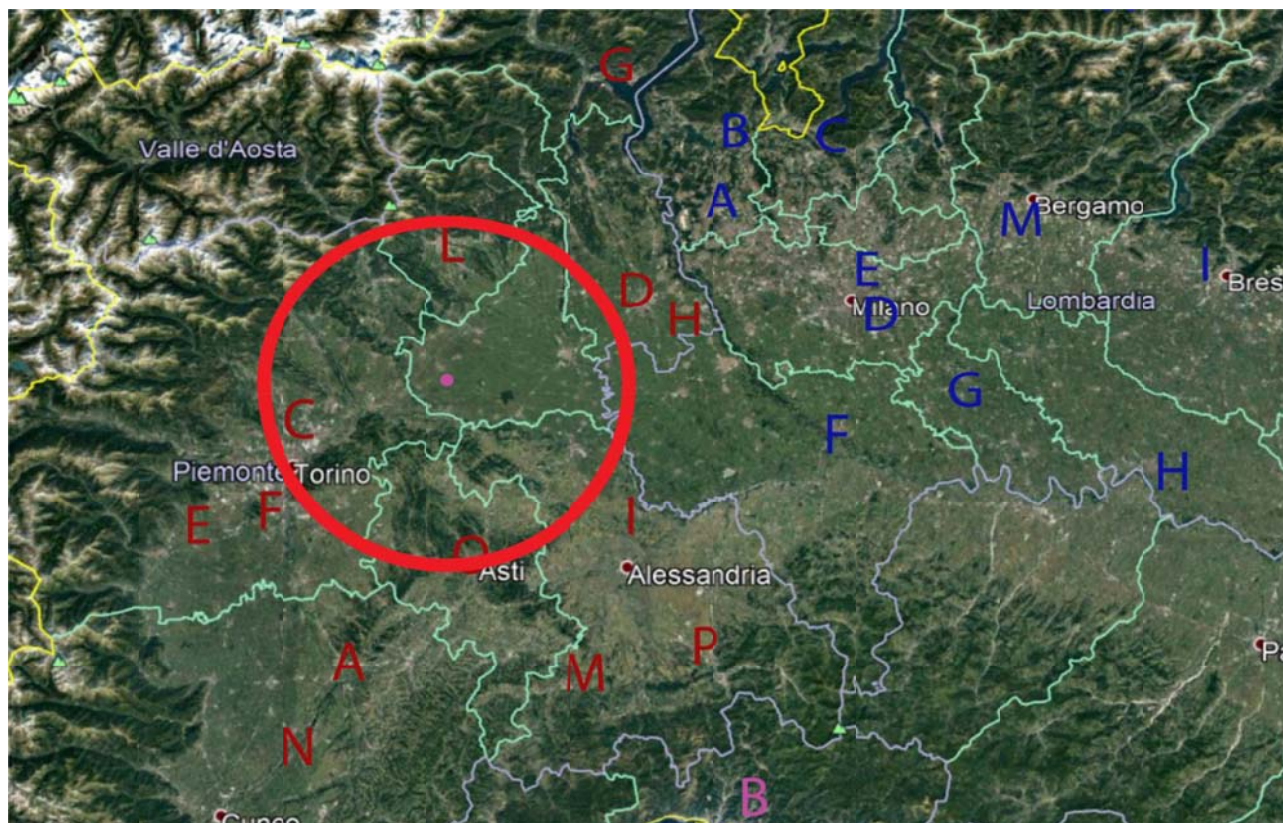 G
B
C
Valle d'Aosta
A
Bergamo
M
L
E
I
Bres
D
H
Milano
D
Lombardia
G
C
F
Piemonte
Torino
H
E
F
I
O
Asti
Alessandria
A
M
P
Pa
N
B
Cuneo